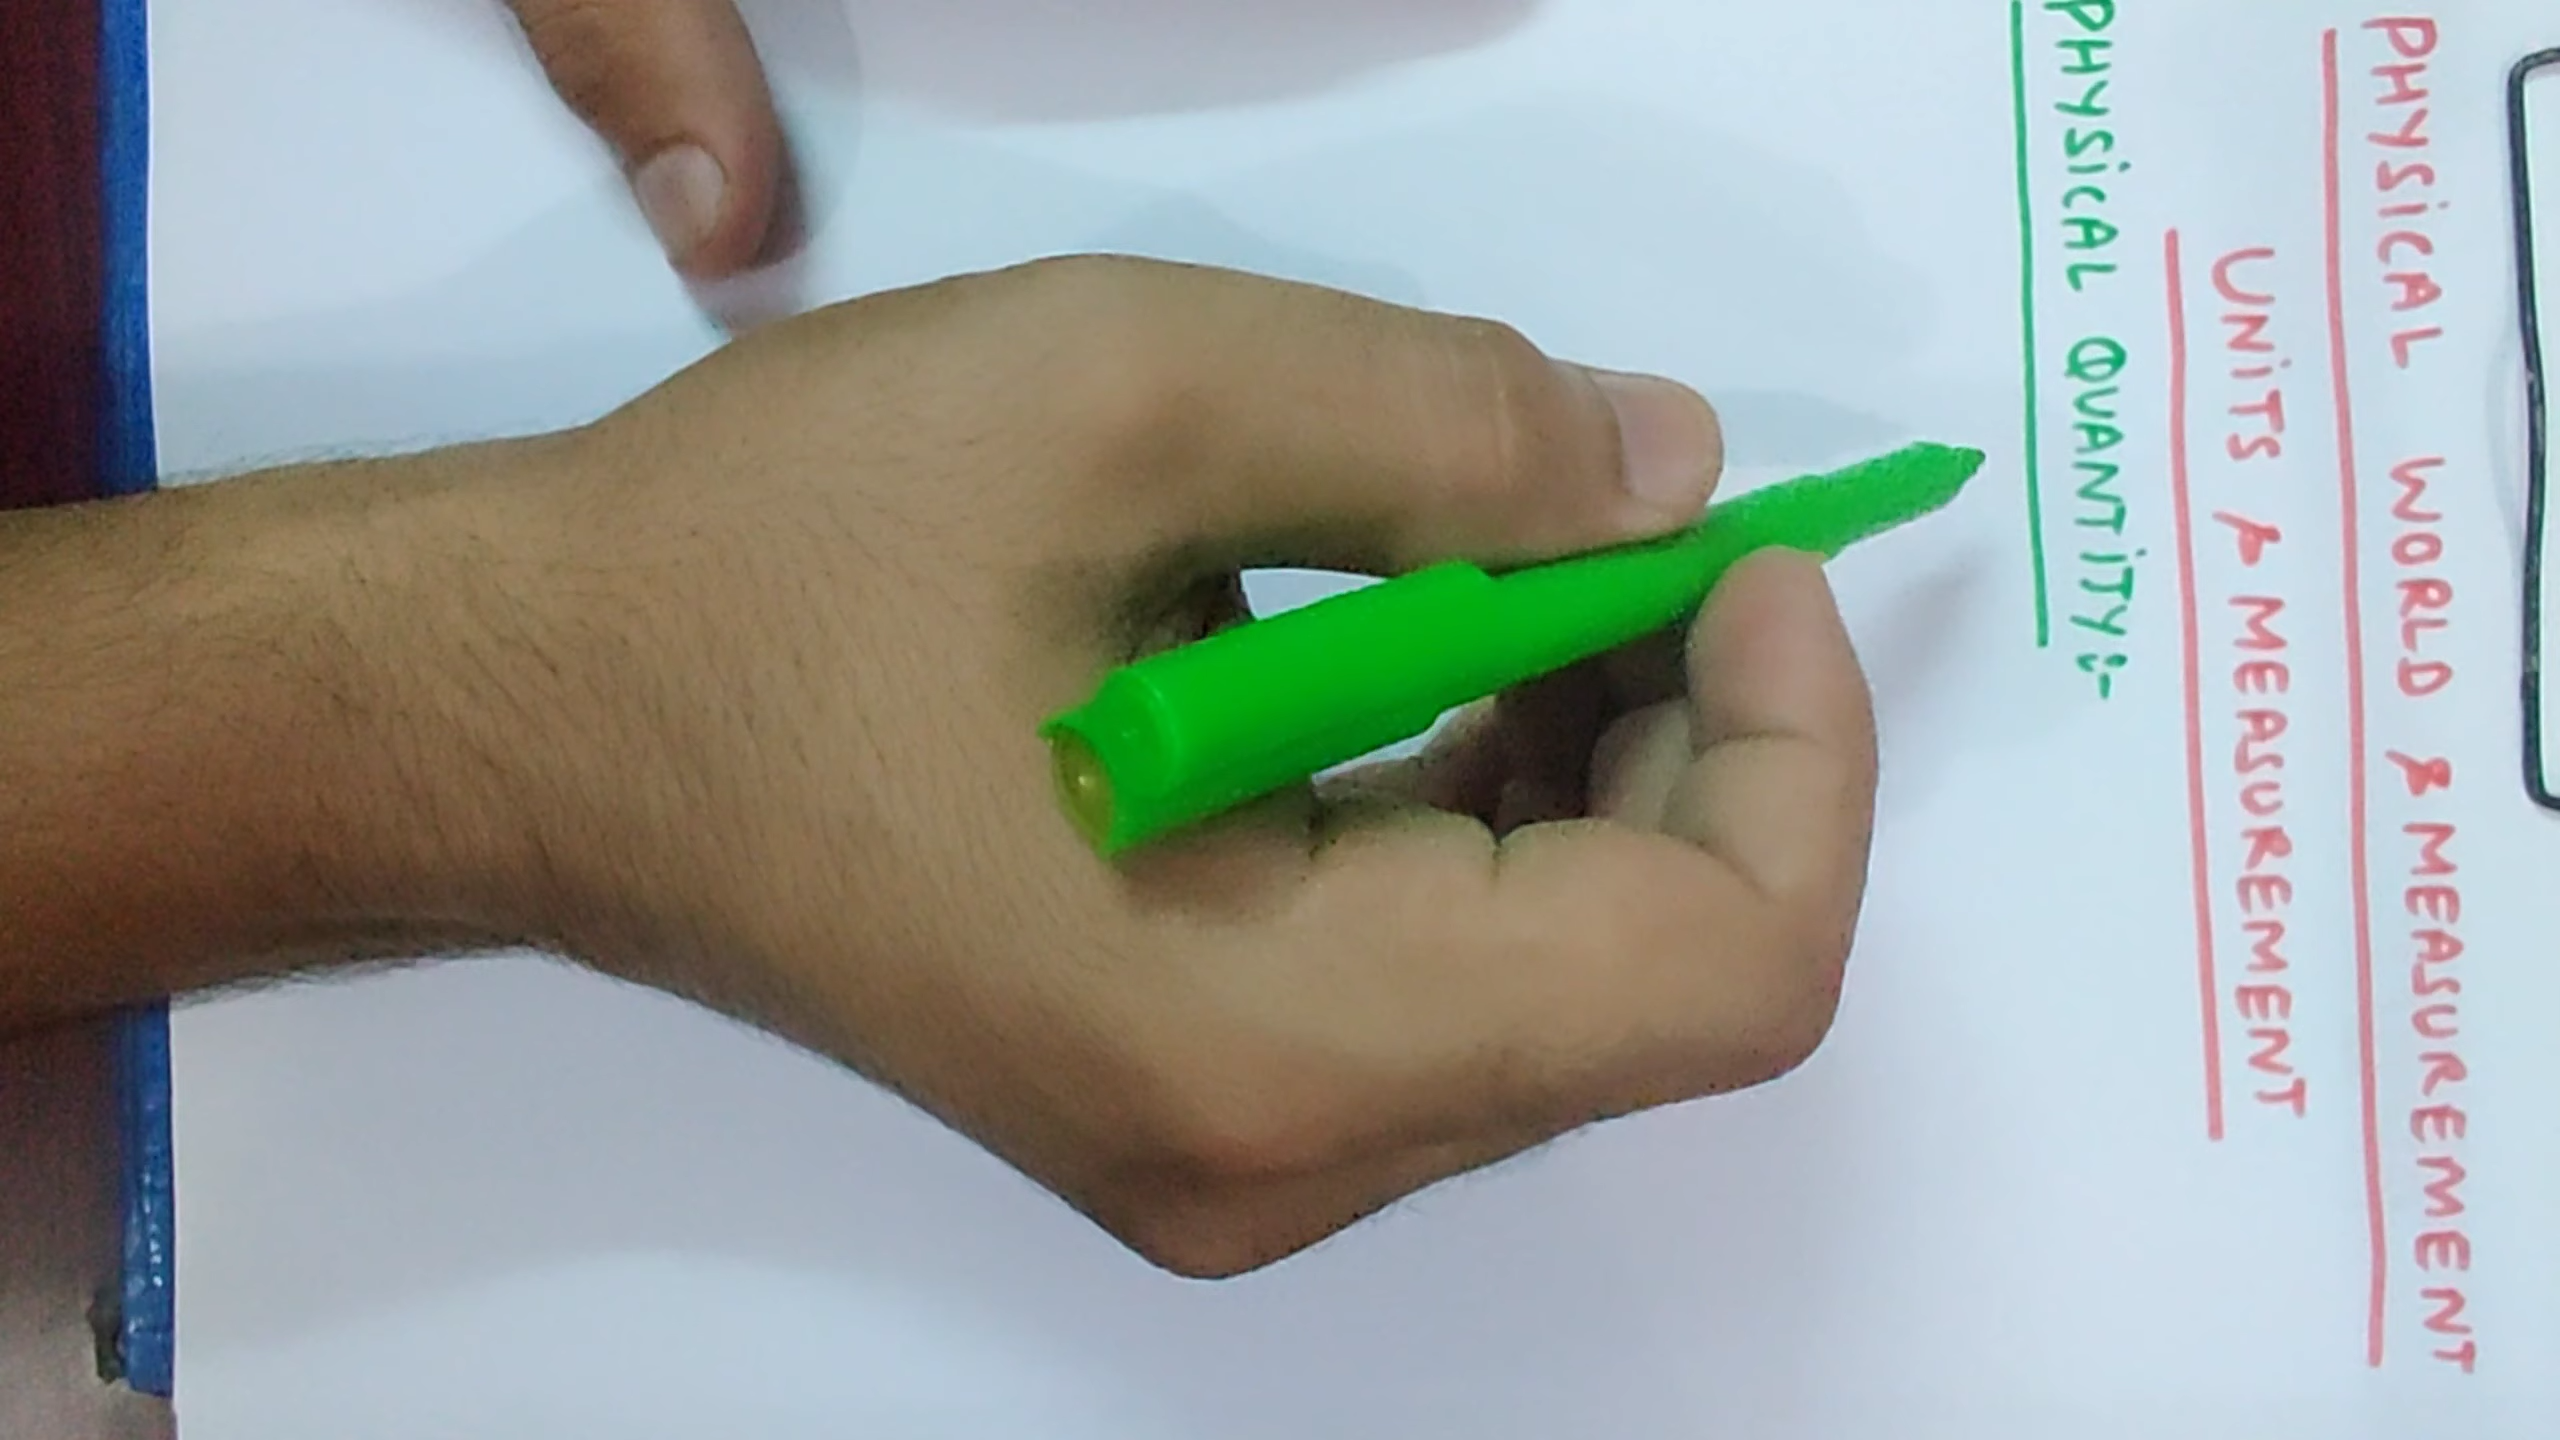 PHYSICAL WORLD & MEASUREMENT
UNiTS & MEASUREMENT
PHYSiCAL QUANTiTY:-